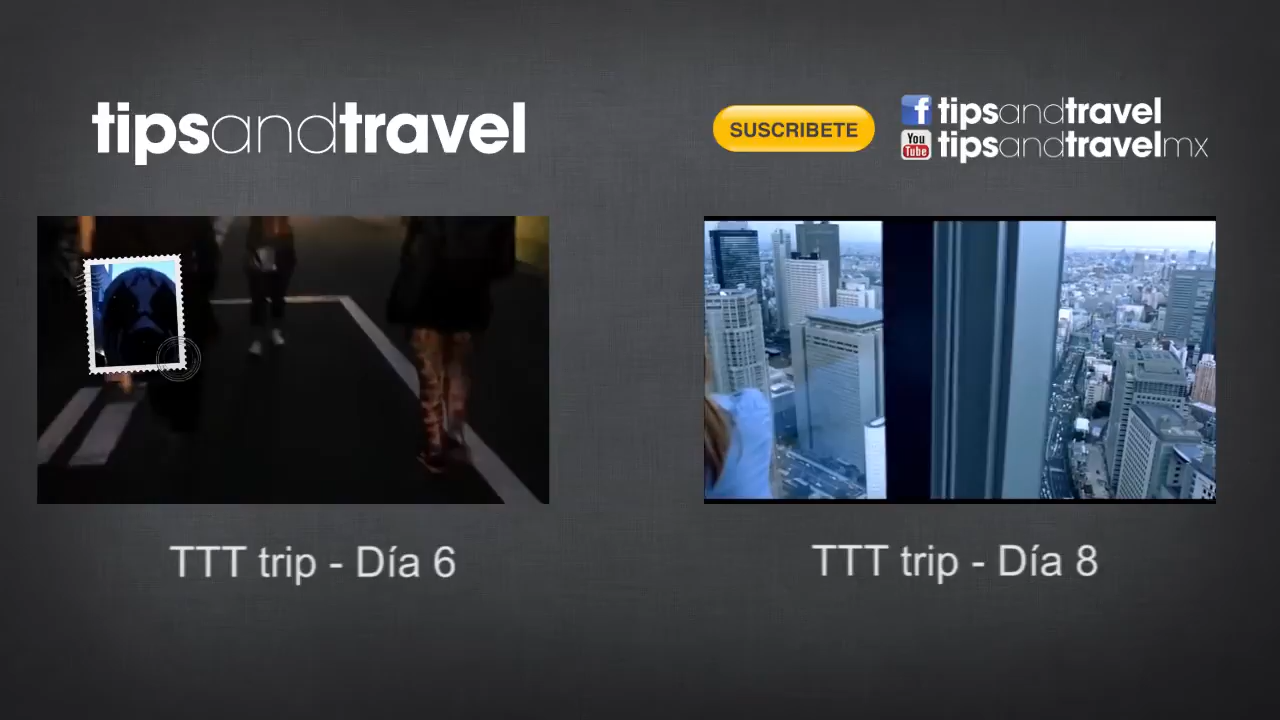 tipsandtravel
SUSCRIBETE
f tipsandtravel
You Tube tipsandtravelmx
TTT trip - Día 6
TTT trip - Día 8